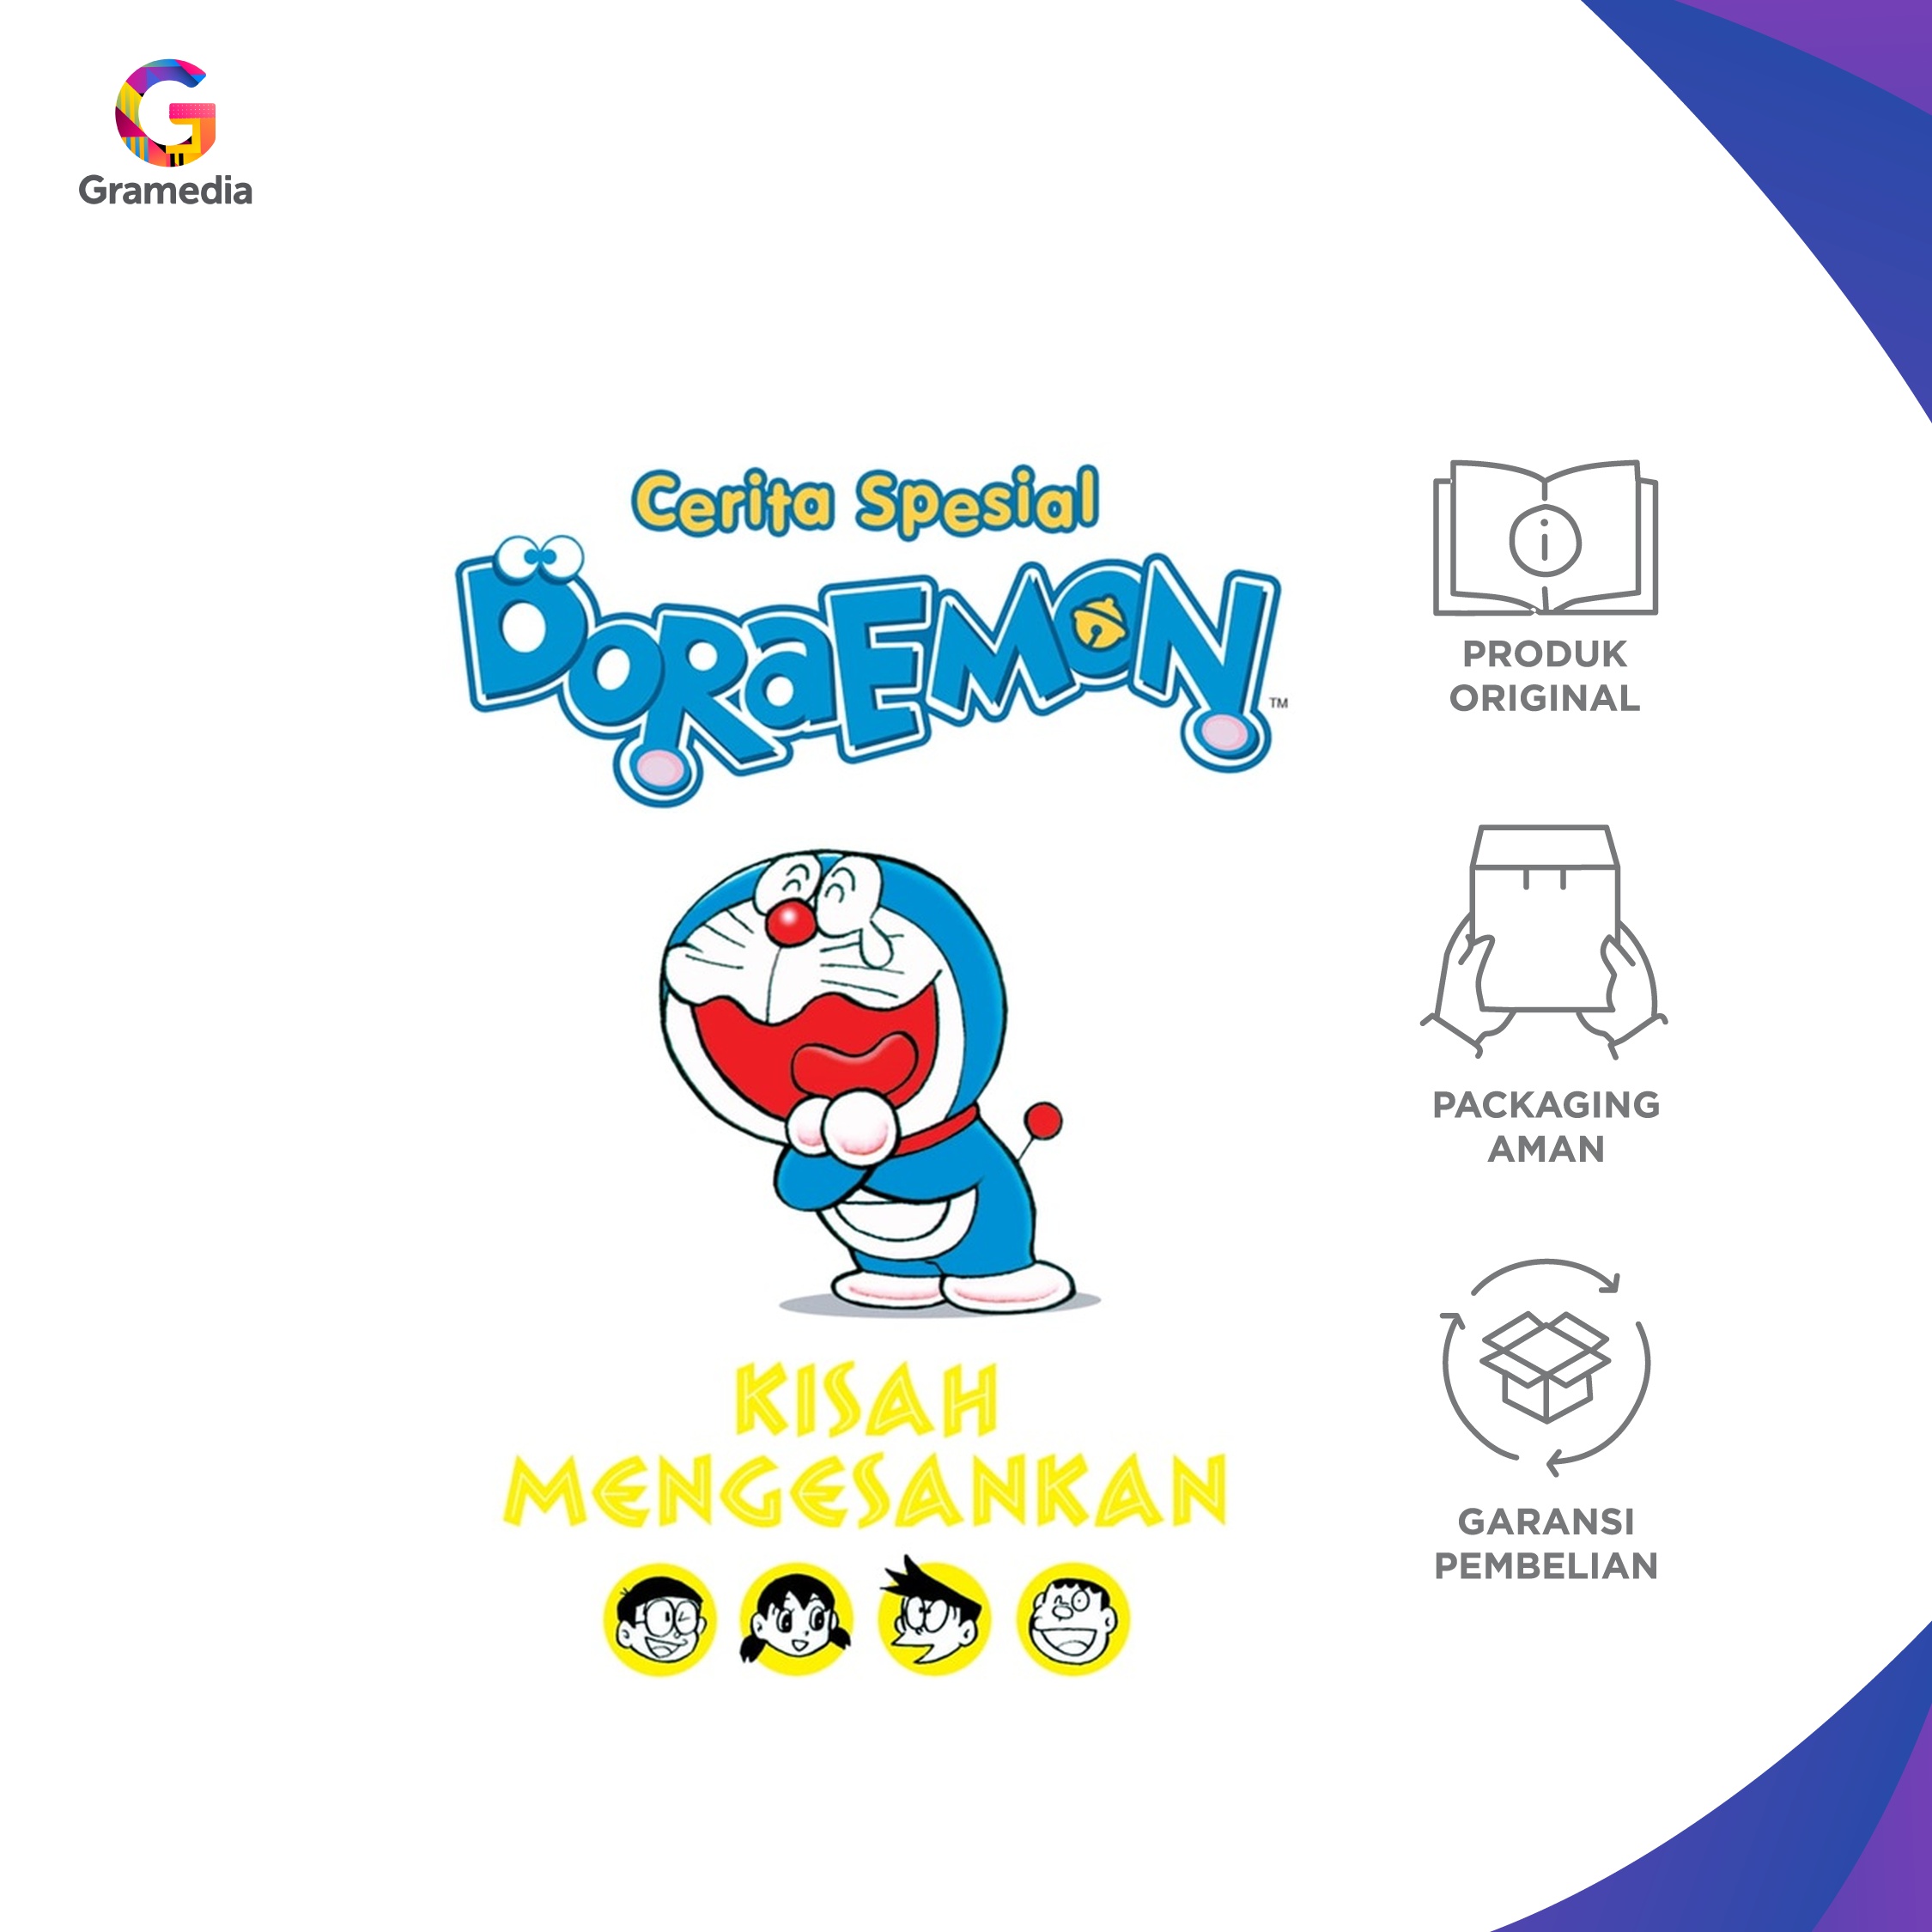 Gramedia
Cerita Spesial
DORaEMON
TM
KISAH
MENGESANKAN
PRODUK
ORIGINAL
PACKAGING
AMAN
GARANSI
PEMBELIAN